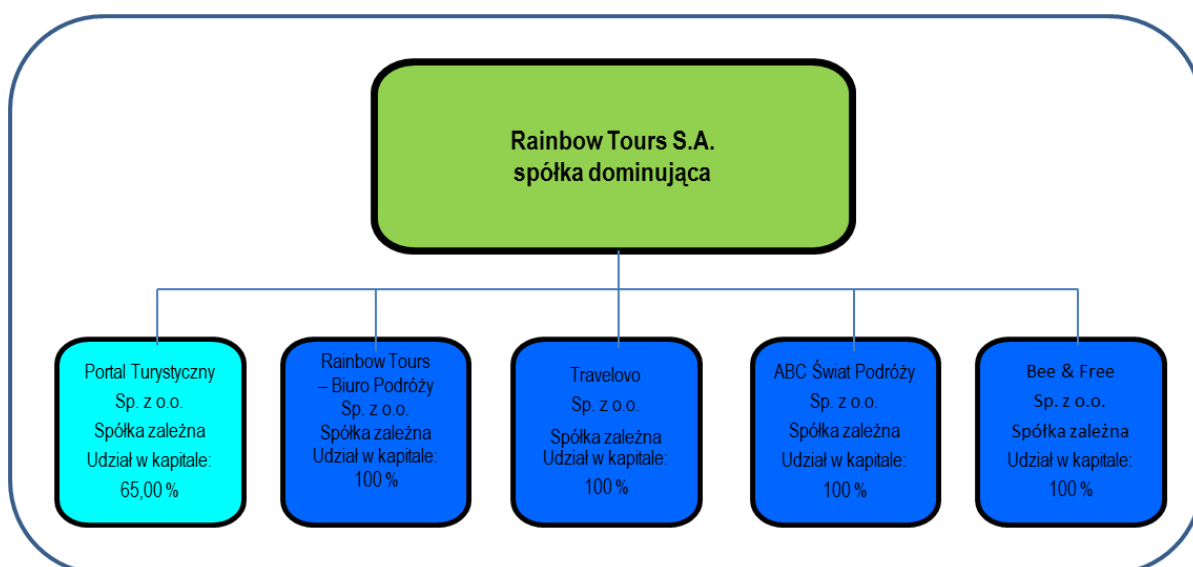 Rainbow Tours S.A.
spółka dominująca
Portal Turystyczny
Sp. z o.o.
Spółka zależna
Udział w kapitale:
65,00 %
Rainbow Tours
– Biuro Podróży
Sp. z o.o.
Spółka zależna
Udział w kapitale:
100 %
Travelovo
Sp. z o.o.
Spółka zależna
Udział w kapitale:
100 %
ABC Świat Podróży
Sp. z o.o.
Spółka zależna
Udział w kapitale:
100 %
Bee & Free
Sp. z o.o.
Spółka zależna
Udział w kapitale:
100 %